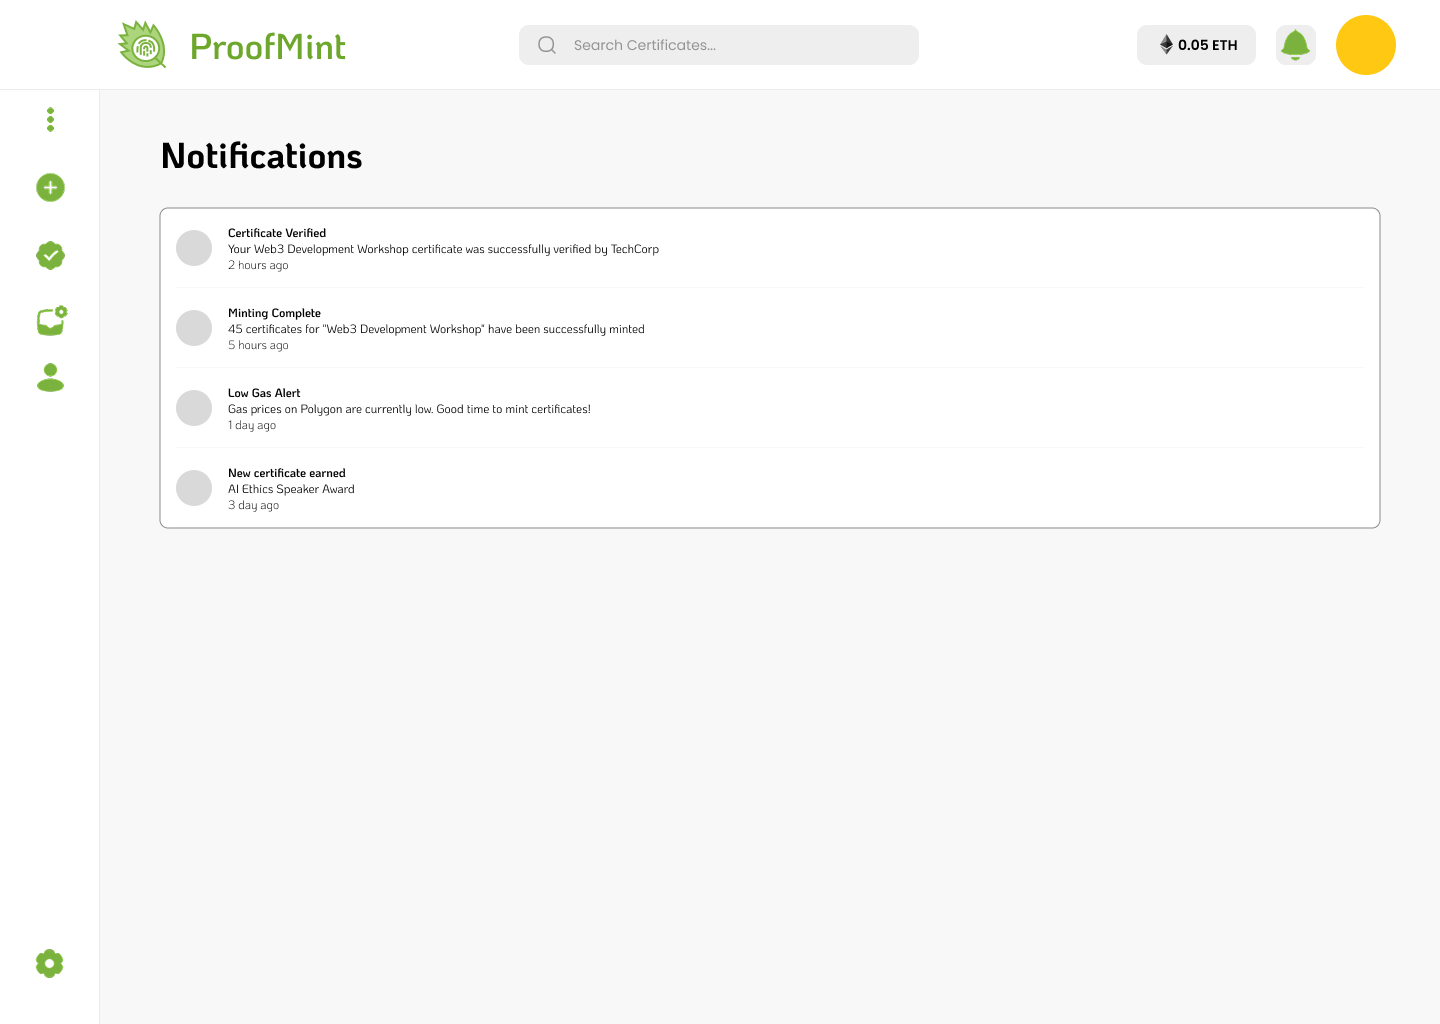 ProofMint
Search Certificates...
0.05 ETH
Notifications
Certificate Verified
Your Web3 Development Workshop certificate was successfully verified by TechCorp
2 hours ago
Minting Complete
45 certificates for "Web3 Development Workshop" have been successfully minted
5 hours ago
Low Gas Alert
Gas prices on Polygon are currently low. Good time to mint certificates!
1 day ago
New certificate earned
AI Ethics Speaker Award
3 day ago